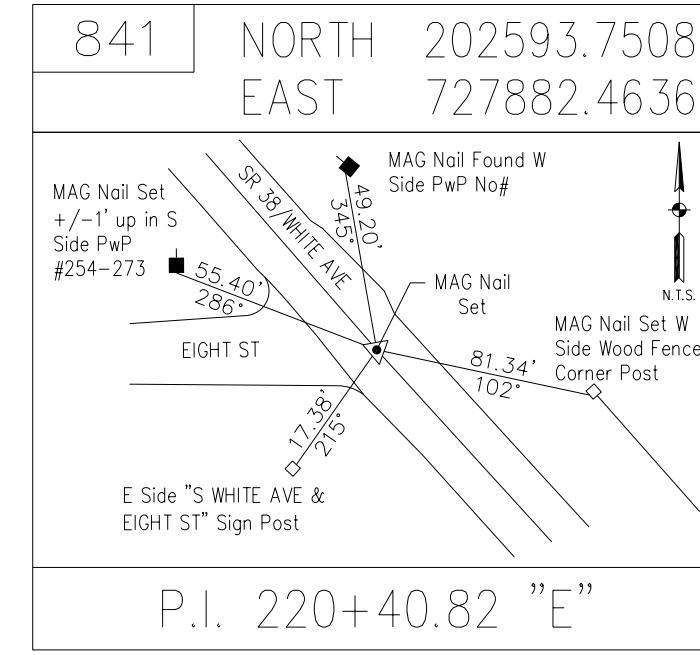 841
NORTH 202593.7508
EAST 727882.4636
MAG Nail Found W
Side PwP No#
SR 38/WHITE AVE
49.20'
345°
MAG Nail Set
+/-1' up in S
Side PwP
#254-273
55.40'
286°
MAG Nail
Set
N.T.S.
EIGHT ST
MAG Nail Set W
Side Wood Fence
Corner Post
81.34'
102°
17.38'
215°
E Side "S WHITE AVE &
EIGHT ST" Sign Post
P.I. 220+40.82 "E"